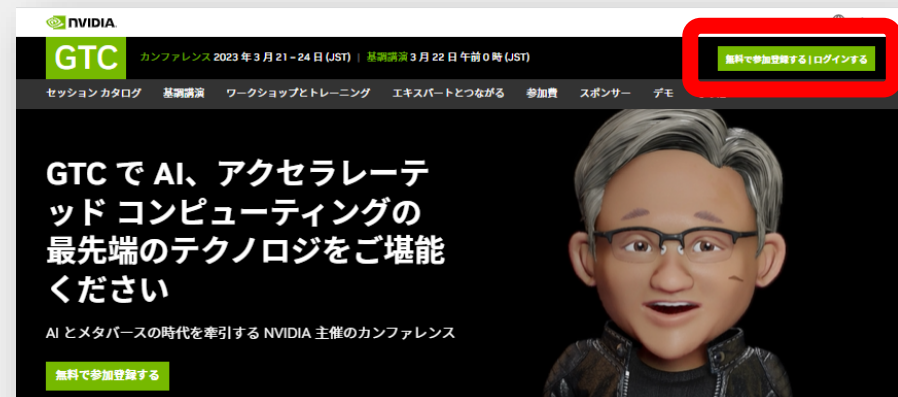 NVIDIA.
GTC
カンファレンス 2023 年 3 月 21 – 24 日 (JST) | 基調講演 3 月 22 日 午前 0 時 (JST)
無料で参加登録する | ログインする
セッション カタログ 基調講演 ワークショップとトレーニング エキスパートとつながる 参加費 スポンサー デモ
GTC で AI、アクセラレーテ
ッド コンピューティングの
最先端のテクノロジをご堪能
ください
AI とメタバースの時代を牽引する NVIDIA 主催のカンファレンス
無料で参加登録する